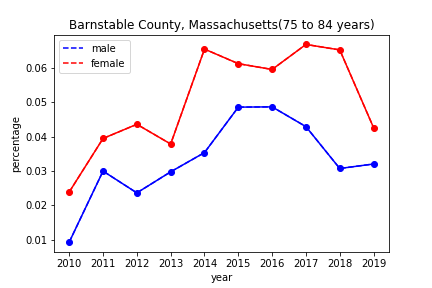 Barnstable County, Massachusetts(75 to 84 years)
male
female
0.06
0.05
0.04
0.03
0.02
0.01
percentage
2010 2011 2012 2013 2014 2015 2016 2017 2018 2019
year